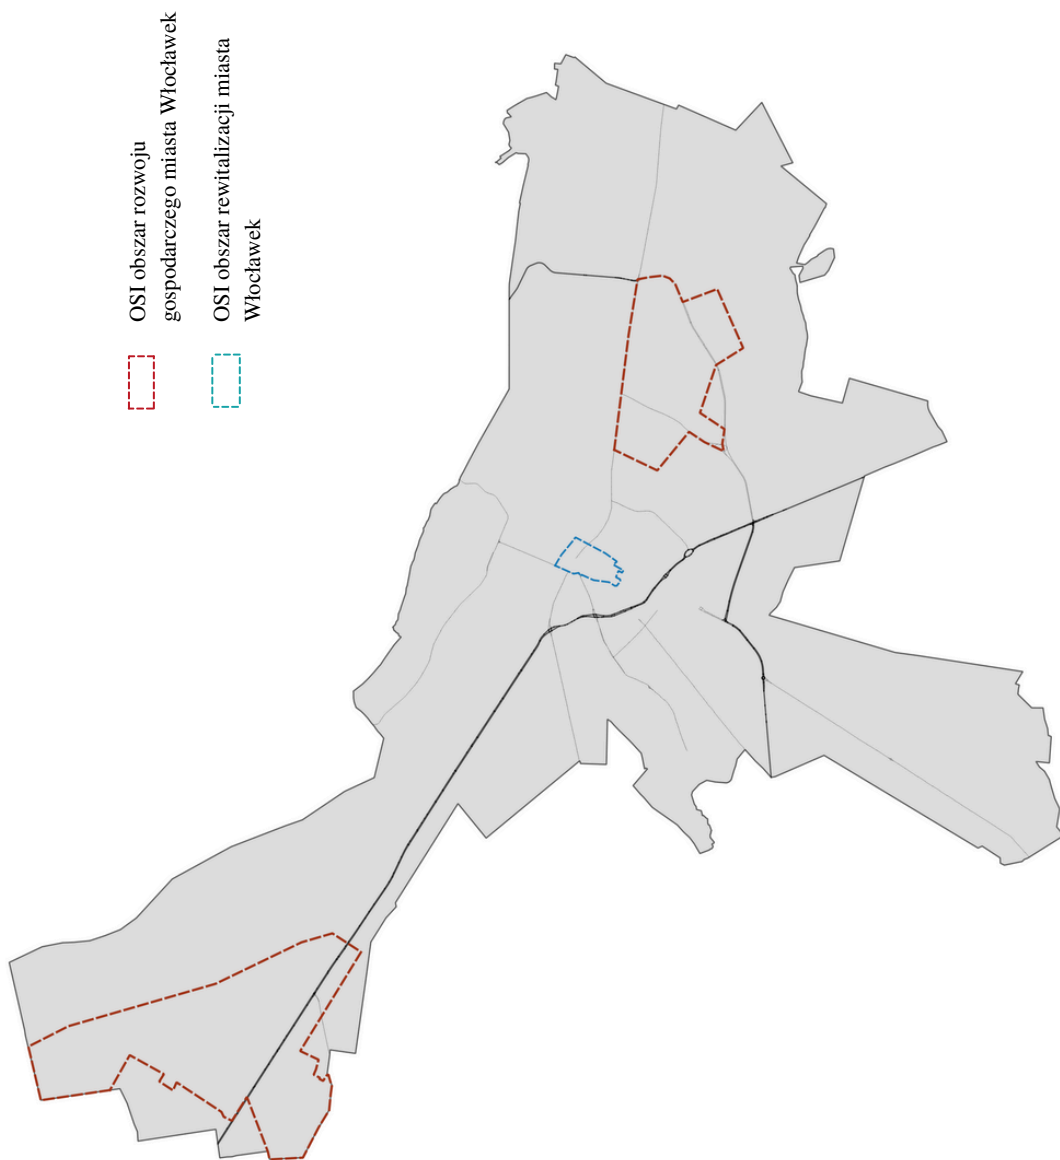 OSI obszar rozwoju
gospodarczego miasta Włocławek
OSI obszar rewitalizacji miasta
Włocławek